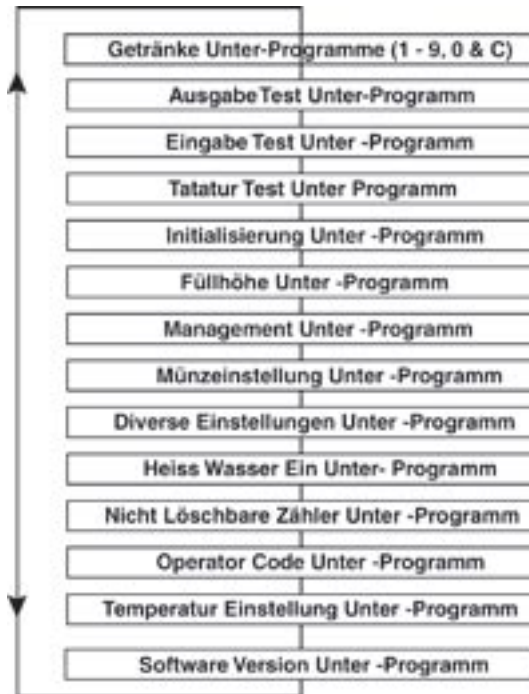 Getränke Unter-Programme (1 - 9, 0 & C)
Ausgabe Test Unter-Programm
Eingabe Test Unter -Programm
Tatatur Test Unter Programm
Initialisierung Unter -Programm
Füllhöhe Unter -Programm
Management Unter -Programm
Münzeinstellung Unter -Programm
Diverse Einstellungen Unter -Programm
Heiss Wasser Ein Unter- Programm
Nicht Löschbare Zähler Unter -Programm
Operator Code Unter -Programm
Temperatur Einstellung Unter -Programm
Software Version Unter -Programm